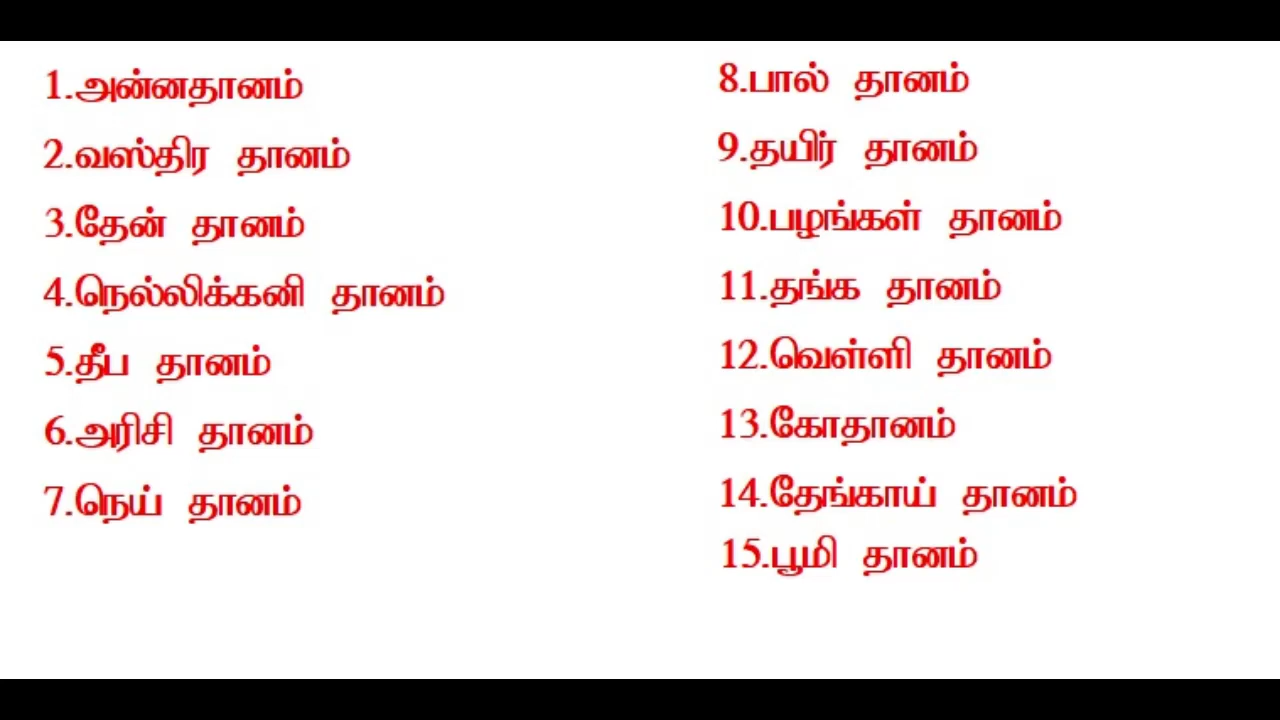 1.அன்னதானம்
2.வஸ்திர தானம்
3.தேன் தானம்
4.நெல்லிக்கனி தானம்
5.தீப தானம்
6.அரிசி தானம்
7.நெய் தானம்
8.பால் தானம்
9.தயிர் தானம்
10.பழங்கள் தானம்
11.தங்க தானம்
12.வெள்ளி தானம்
13.கோதானம்
14.தேங்காய் தானம்
15.பூமி தானம்